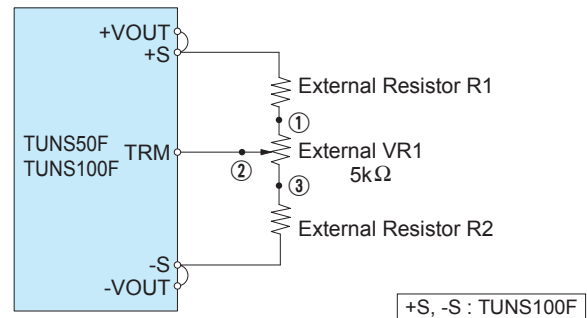 +VOUT
+S
External Resistor R1
①
TUNS50F
TUNS100F
TRM
②
External VR1
5kΩ
③
External Resistor R2
-S
-VOUT
+S, -S : TUNS100F